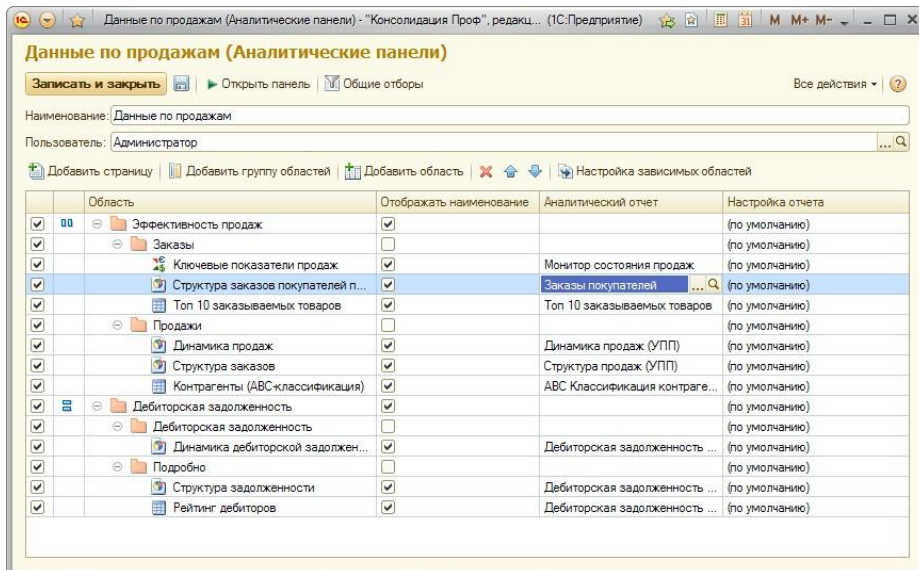 Данные по продажам (Аналитические панели) - "Консолидация Проф", редакц... (1С:Предприятие) M M+ M-
Данные по продажам (Аналитические панели)
Записать и закрыть Открыть панель Общие отборы Все действия
Наименование: Данные по продажам
Пользователь: Администратор ...
Добавить страницу Добавить группу областей Добавить область Настройка зависимых областей
Область Отображать наименование Аналитический отчет Настройка отчета
Эффективность продаж (по умолчанию)
Заказы (по умолчанию)
Ключевые показатели продаж Монитор состояния продаж (по умолчанию)
Структура заказов покупателей п... Заказы покупателей ... (по умолчанию)
Топ 10 заказываемых товаров Топ 10 заказываемых товаров (по умолчанию)
Продажи (по умолчанию)
Динамика продаж Динамика продаж (УПП) (по умолчанию)
Структура заказов Структура продаж (УПП) (по умолчанию)
Контрагенты (ABC-классификация) ABC Классификация контраге... (по умолчанию)
Дебиторская задолженность (по умолчанию)
Дебиторская задолженность (по умолчанию)
Динамика дебиторской задолжен... Дебиторская задолженность ... (по умолчанию)
Подробно (по умолчанию)
Структура задолженности Дебиторская задолженность ... (по умолчанию)
Рейтинг дебиторов Дебиторская задолженность ... (по умолчанию)